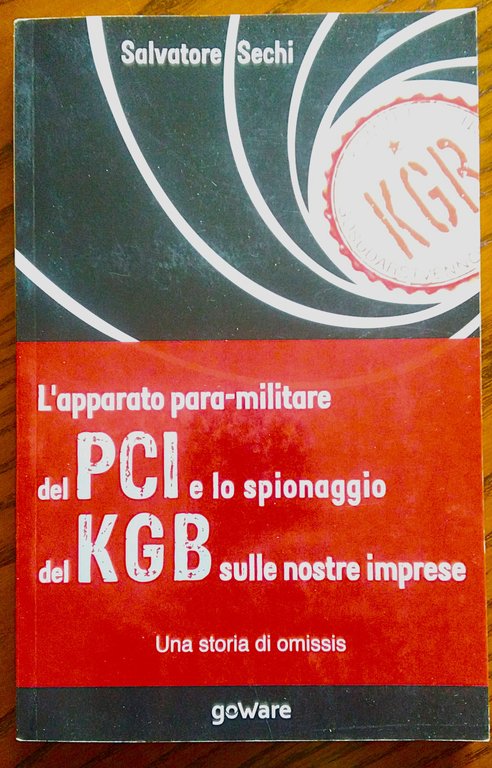 Salvatore Sechi
KGB
L'apparato para-militare
del PCI e lo spionaggio
del KGB sulle nostre imprese
Una storia di omissis
goWare